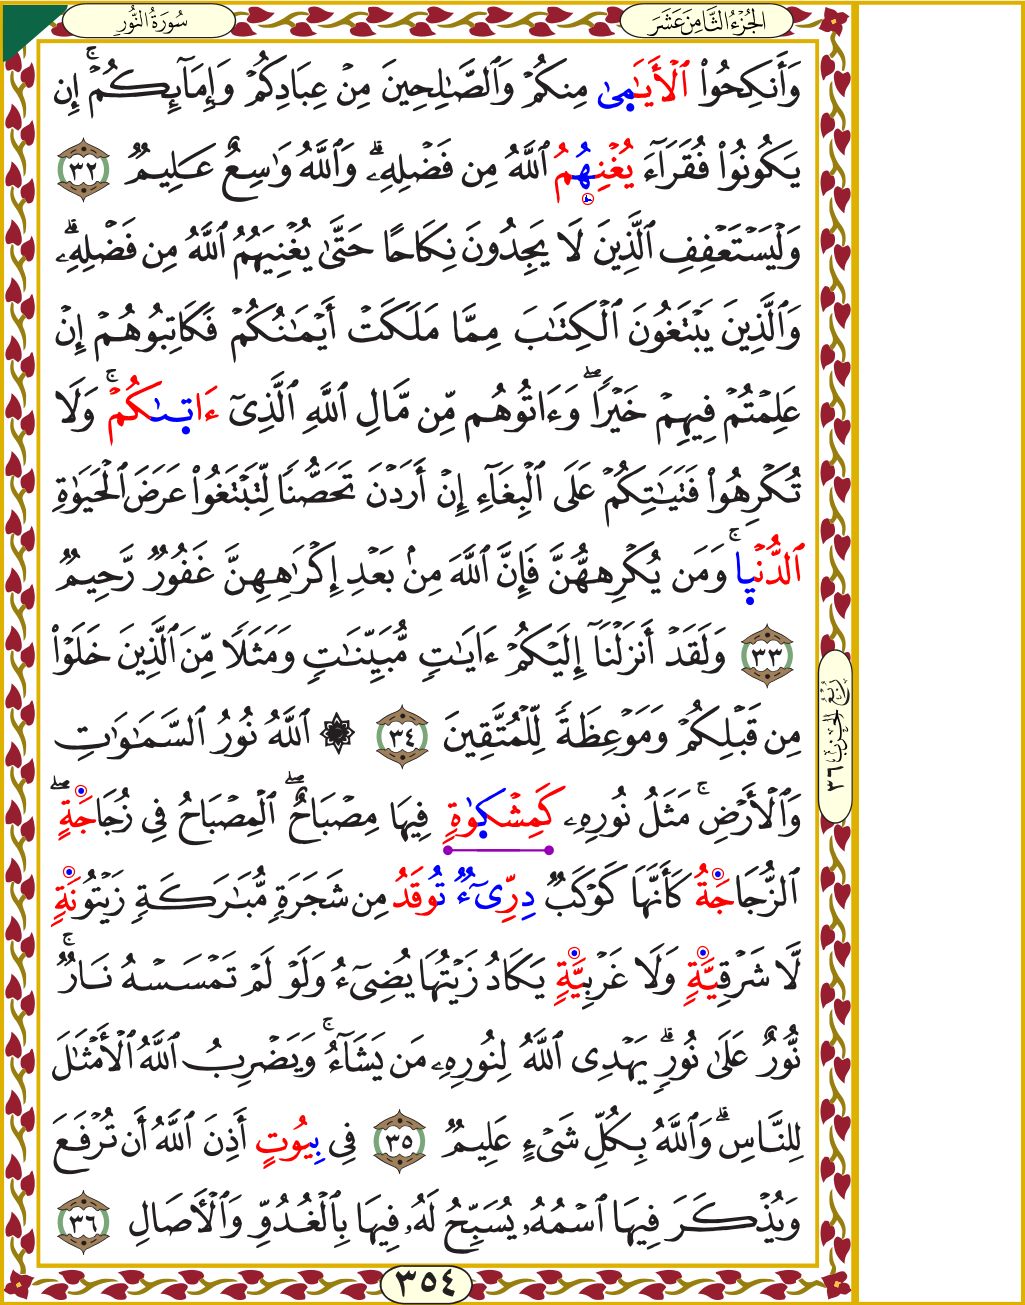 الجُزْءُ الثَّامِنَ عَشَرَ
سُورَةُ النُّورِ
وَأَنكِحُوا۟ ٱلْأَيَـٰمَىٰ مِنكُمْ وَٱلصَّـٰلِحِينَ مِنْ عِبَادِكُمْ وَإِمَآئِكُمْ ۚ إِن
يَكُونُوا۟ فُقَرَآءَ يُغْنِهِمُ ٱللَّهُ مِن فَضْلِهِۦ ۗ وَٱللَّهُ وَٰسِعٌ عَلِيمٌ ٣٢
وَلْيَسْتَعْفِفِ ٱلَّذِينَ لَا يَجِدُونَ نِكَاحًا حَتَّىٰ يُغْنِيَهُمُ ٱللَّهُ مِن فَضْلِهِۦ ۗ
وَٱلَّذِينَ يَبْتَغُونَ ٱلْكِتَـٰبَ مِمَّا مَلَكَتْ أَيْمَـٰنُكُمْ فَكَاتِبُوهُمْ إِنْ
عَلِمْتُمْ فِيهِمْ خَيْرًا ۖ وَءَاتُوهُم مِّن مَّالِ ٱللَّهِ ٱلَّذِىٓ ءَاتَىٰكُمْ ۚ وَلَا
تُكْرِهُوا۟ فَتَيَـٰتِكُمْ عَلَى ٱلْبِغَآءِ إِنْ أَرَدْنَ تَحَصُّنًا لِّتَبْتَغُوا۟ عَرَضَ ٱلْحَيَوٰةِ
ٱلدُّنْيَا ۚ وَمَن يُكْرِههُّنَّ فَإِنَّ ٱللَّهَ مِنۢ بَعْدِ إِكْرَٰهِهِنَّ غَفُورٌ رَّحِيمٌ
٣٣ وَلَقَدْ أَنزَلْنَآ إِلَيْكُمْ ءَايَـٰتٍ مُّبَيِّنَـٰتٍ وَمَثَلًا مِّنَ ٱلَّذِينَ خَلَوْا۟
مِن قَبْلِكُمْ وَمَوْعِظَةً لِّلْمُتَّقِينَ ٣٤ ۞ ٱللَّهُ نُورُ ٱلسَّمَـٰوَٰتِ
وَٱلْأَرْضِ ۚ مَثَلُ نُورِهِۦ كَمِشْكَوٰةٍ فِيهَا مِصْبَاحٌ ۖ ٱلْمِصْبَاحُ فِى زُجَاجَةٍ ۖ
ٱلزُّجَاجَةُ كَأَنَّهَا كَوْكَبٌ دِرِّىٓءٌ تُوقَدُ مِن شَجَرَةٍ مُّبَـٰرَكَةٍ زَيْتُونَةٍ
لَّا شَرْقِيَّةٍ وَلَا غَرْبِيَّةٍ يَكَادُ زَيْتُهَا يُضِىٓءُ وَلَوْ لَمْ تَمْسَسْهُ نَارٌ ۚ
نُّورٌ عَلَىٰ نُورٍ ۗ يَهْدِى ٱللَّهُ لِنُورِهِۦ مَن يَشَآءُ ۚ وَيَضْرِبُ ٱللَّهُ ٱلْأَمْثَـٰلَ
لِلنَّاسِ ۗ وَٱللَّهُ بِكُلِّ شَىْءٍ عَلِيمٌ ٣٥ فِى بِيُوتٍ أَذِنَ ٱللَّهُ أَن تُرْفَعَ
وَيُذْكَرَ فِيهَا ٱسْمُهُۥ يُسَبِّحُ لَهُۥ فِيهَا بِٱلْغُدُوِّ وَٱلْـَٔاصَالِ ٣٦
رُبْعُ الحِزْبِ ٣٦
٣٥٤